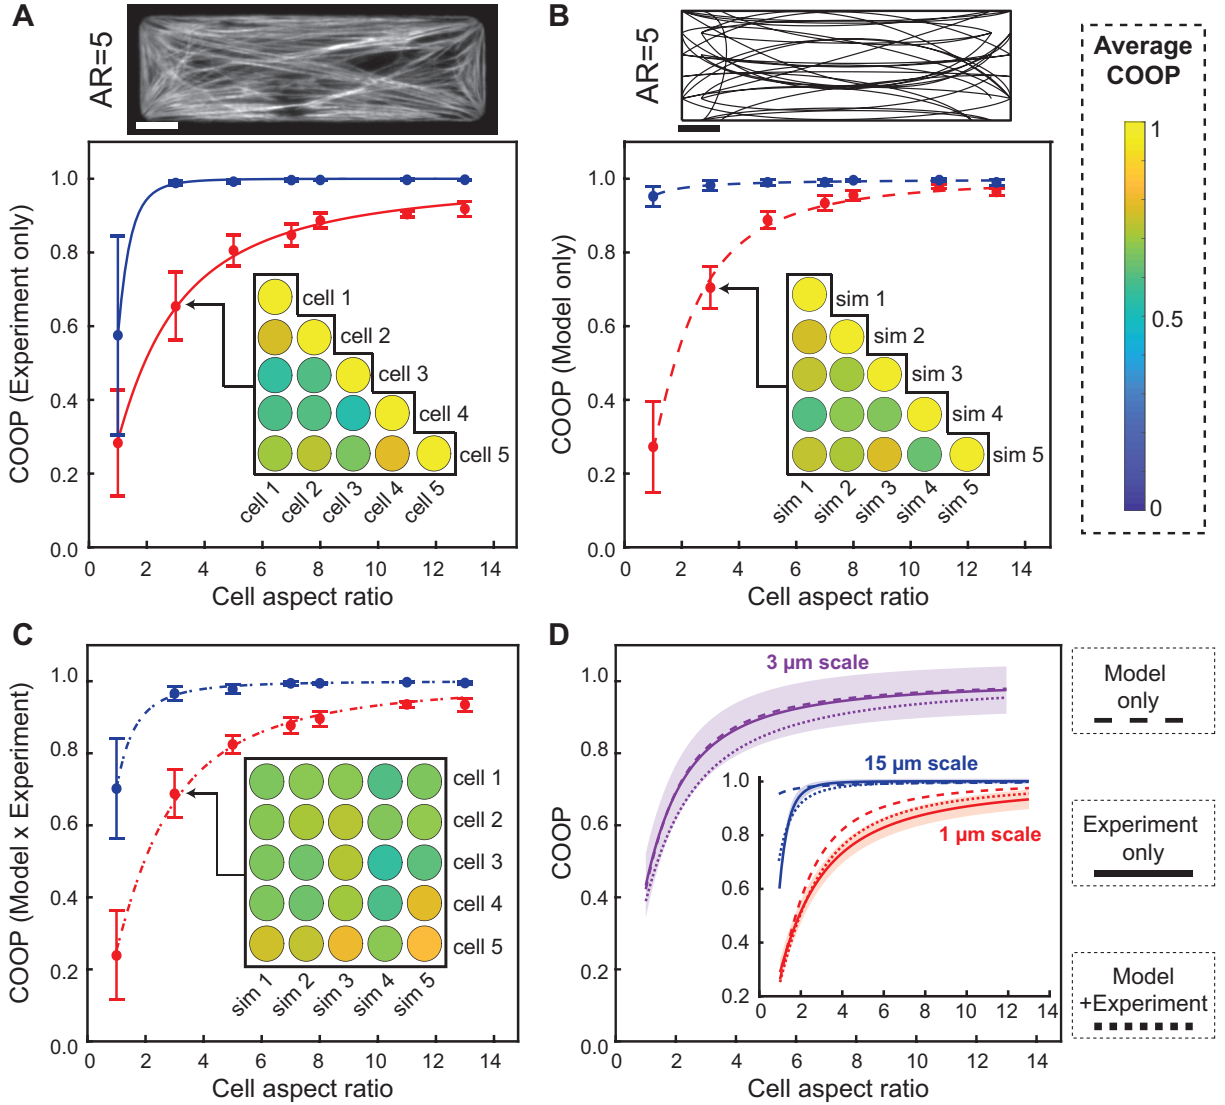 A
AR=5
COOP (Experiment only)
1.0
0.8
0.6
0.4
0.2
0.0
cell 1
cell 2
cell 3
cell 4
cell 5
cell 1
cell 2
cell 3
cell 4
cell 5
0 2 4 6 8 10 12 14
Cell aspect ratio
B
AR=5
COOP (Model only)
1.0
0.8
0.6
0.4
0.2
0.0
sim 1
sim 2
sim 3
sim 4
sim 5
sim 1
sim 2
sim 3
sim 4
sim 5
0 2 4 6 8 10 12 14
Cell aspect ratio
Average
COOP
1
0.5
0
C
COOP (Model x Experiment)
1.0
0.8
0.6
0.4
0.2
0.0
cell 1
cell 2
cell 3
cell 4
cell 5
sim 1
sim 2
sim 3
sim 4
sim 5
0 2 4 6 8 10 12 14
Cell aspect ratio
D
COOP
1.0
0.8
0.6
0.4
0.2
0.0
3 µm scale
15 µm scale
1 µm scale
1.0
0.8
0.6
0.4
0.2
0 2 4 6 8 10 12 14
0 2 4 6 8 10 12 14
Cell aspect ratio
Model
only
Experiment
only
Model
+Experiment